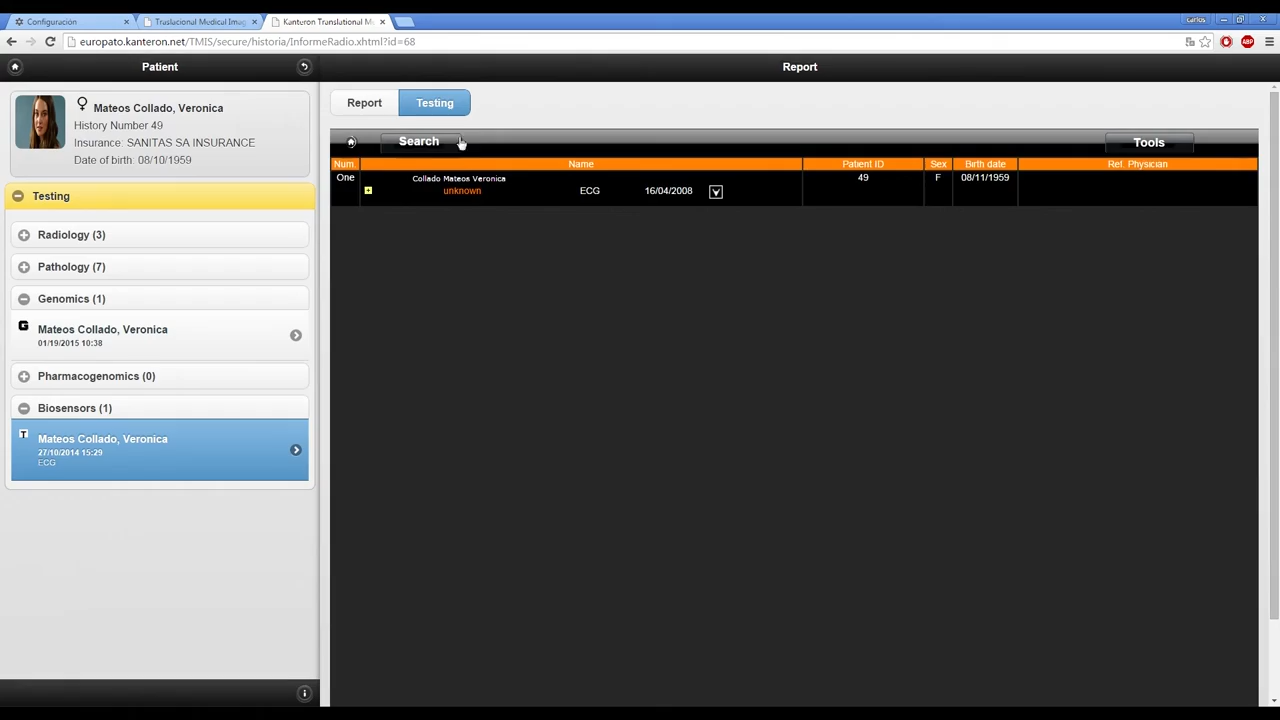 Configuración
Traslacional Medical Imag
Kanteron Translational M
carlos
europato.kanteron.net/TMIS/secure/historia/InformeRadio.xhtml?id=68
ABP
Patient
Report
Mateos Collado, Veronica
History Number 49
Insurance: SANITAS SA INSURANCE
Date of birth: 08/10/1959
Report
Testing
Search
Tools
Num.
Name
Patient ID
Sex
Birth date
Ref. Physician
One
Collado Mateos Veronica
49
F
08/11/1959
unknown
ECG
16/04/2008
Testing
Radiology (3)
Pathology (7)
Genomics (1)
G
Mateos Collado, Veronica
01/19/2015 10:38
Pharmacogenomics (0)
Biosensors (1)
T
Mateos Collado, Veronica
27/10/2014 15:29
ECG